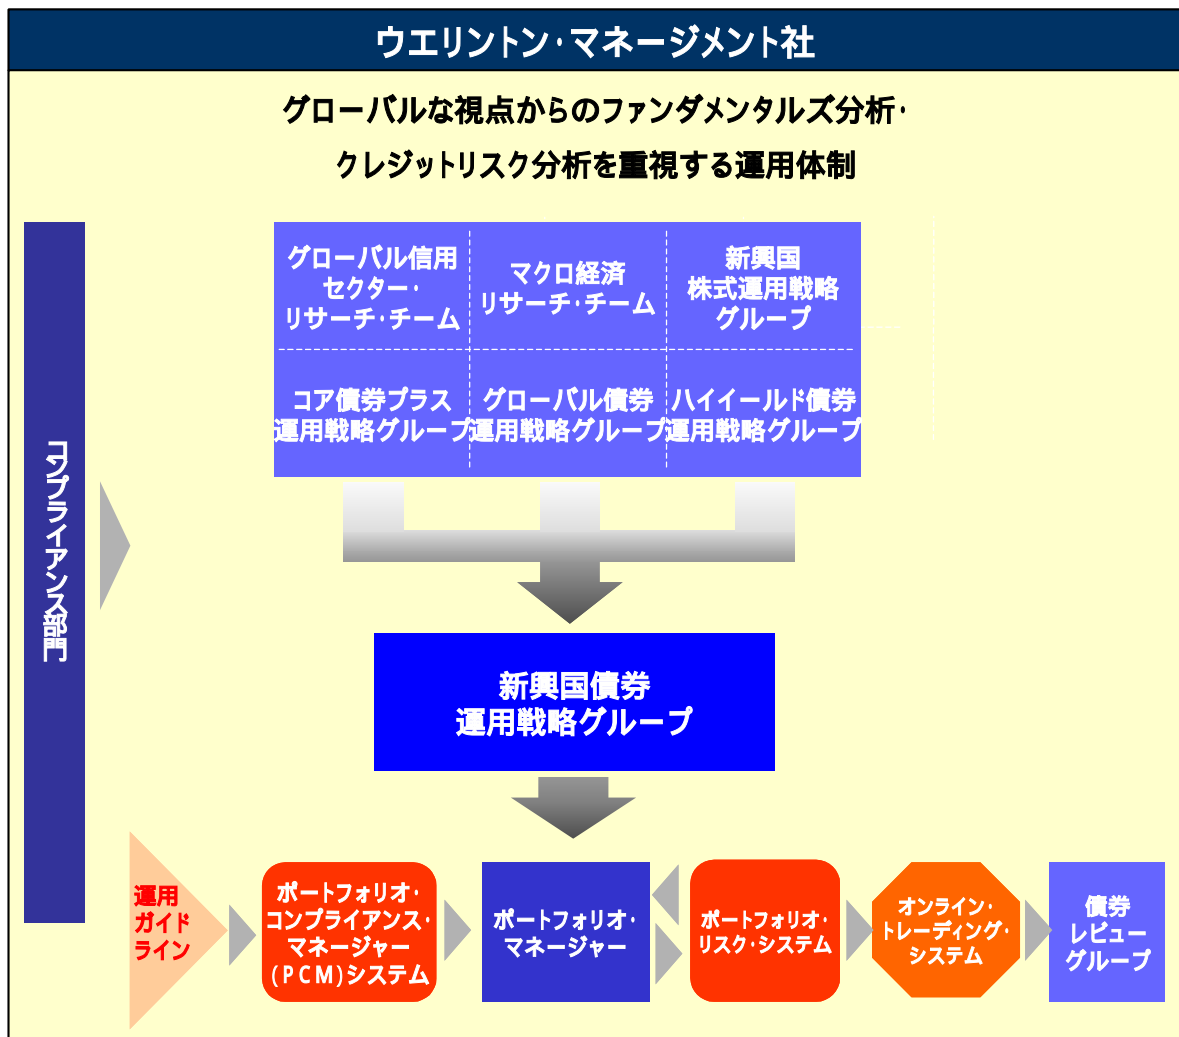 ウエリントン・マネージメント社
グローバルな視点からのファンダメンタルズ分析・
クレジットリスク分析を重視する運用体制
グローバル信用
セクター・
リサーチ・チーム
マクロ経済
リサーチ・チーム
新興国
株式運用戦略
グループ
コア債券プラス
運用戦略グループ
グローバル債券
運用戦略グループ
ハイイールド債券
運用戦略グループ
コンプライアンス部門
新興国債券
運用戦略グループ
運用
ガイド
ライン
ポートフォリオ・
コンプライアンス・
マネージャー
(PCM)システム
ポートフォリオ・
マネージャー
ポートフォリオ・
リスク・システム
オンライン・
トレーディング・
システム
債券
レビュー
グループ